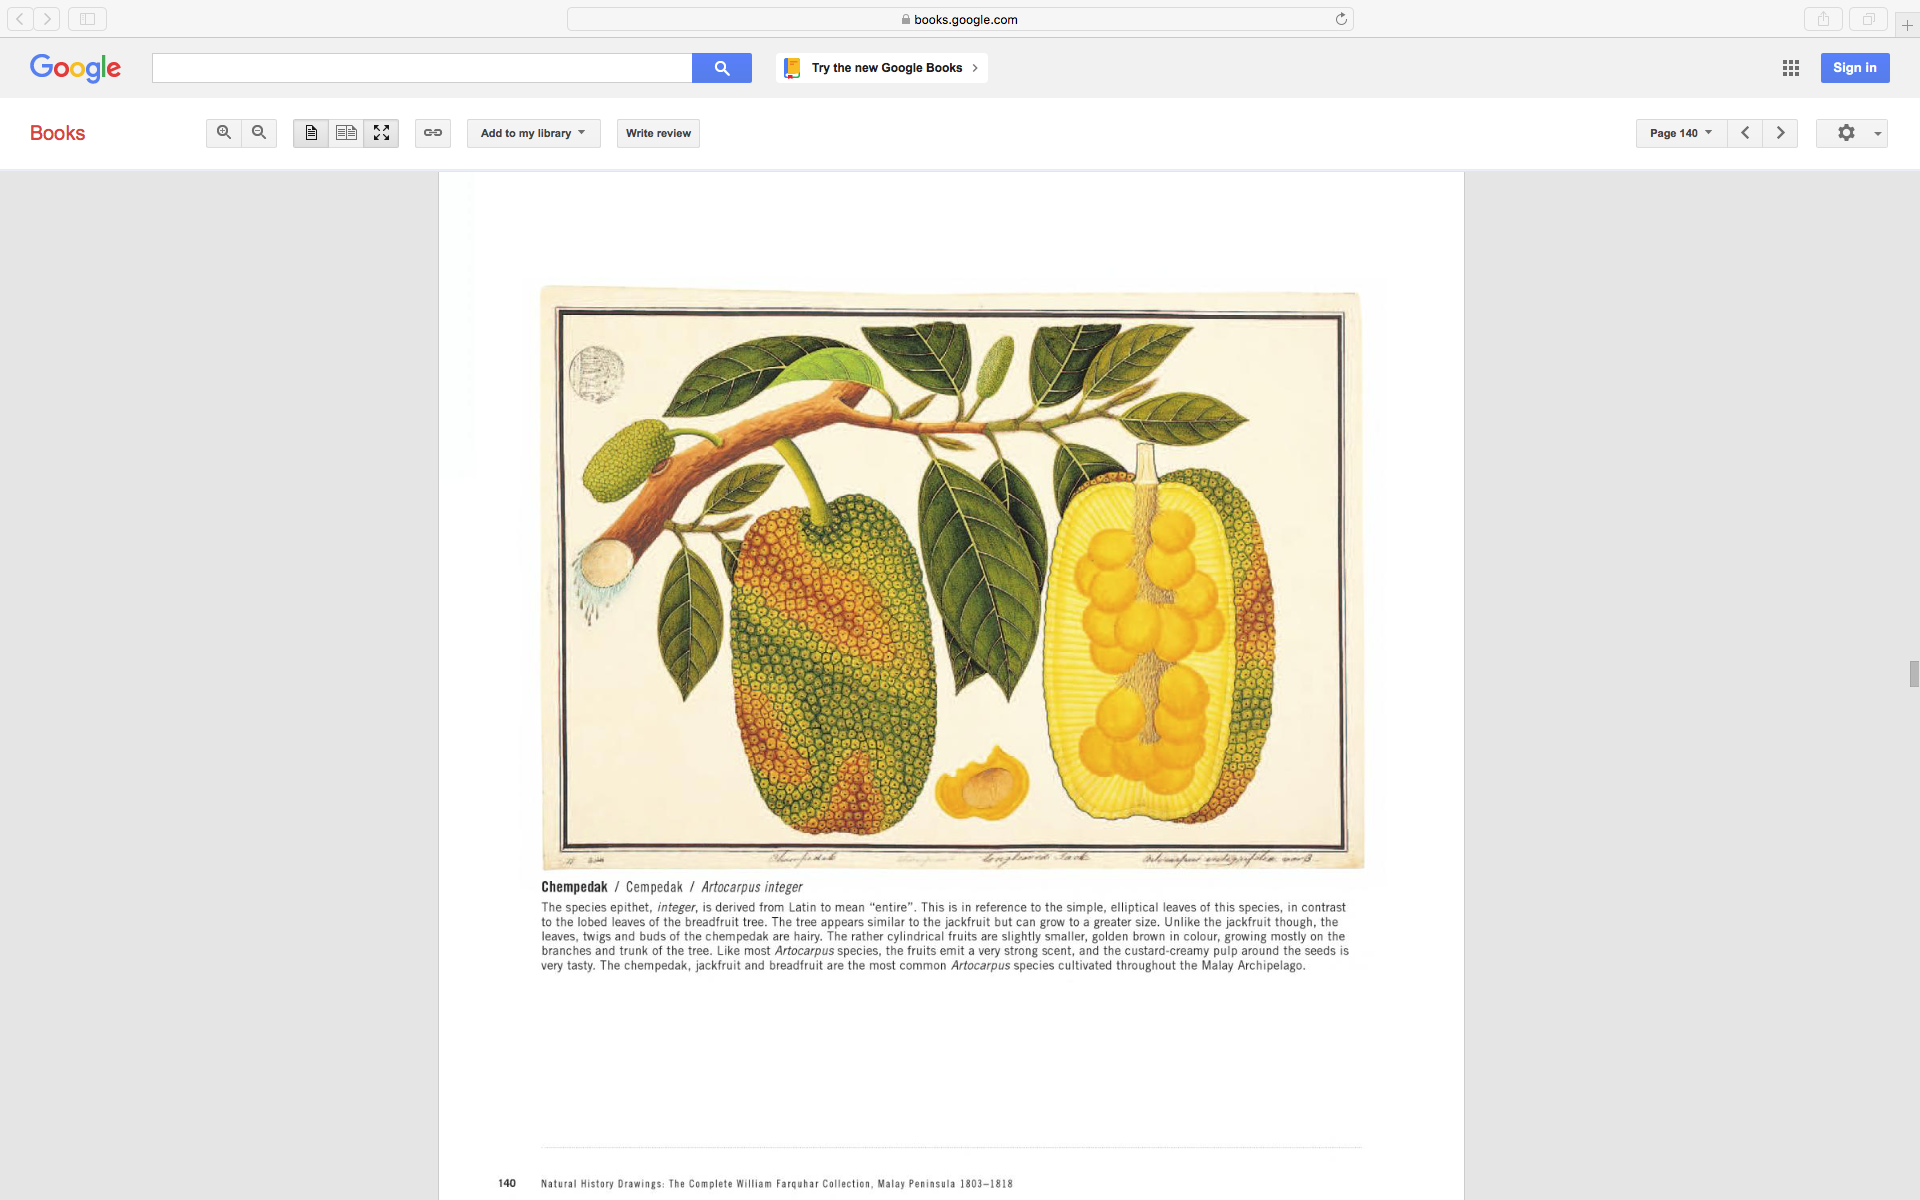 books.google.com
Google
Try the new Google Books
Sign in
Books
Add to my library
Write review
Page 140
Chempedak
longleaved Jack
Chempedak / Cempedak / Artocarpus integer
The species epithet, integer, is derived from Latin to mean “entire”. This is in reference to the simple, elliptical leaves of this species, in contrast
to the lobed leaves of the breadfruit tree. The tree appears similar to the jackfruit but can grow to a greater size. Unlike the jackfruit though, the
leaves, twigs and buds of the chempedak are hairy. The rather cylindrical fruits are slightly smaller, golden brown in colour, growing mostly on the
branches and trunk of the tree. Like most Artocarpus species, the fruits emit a very strong scent, and the custard-creamy pulp around the seeds is
very tasty. The chempedak, jackfruit and breadfruit are the most common Artocarpus species cultivated throughout the Malay Archipelago.
140 Natural History Drawings: The Complete William Farquhar Collection, Malay Peninsula 1803–1818